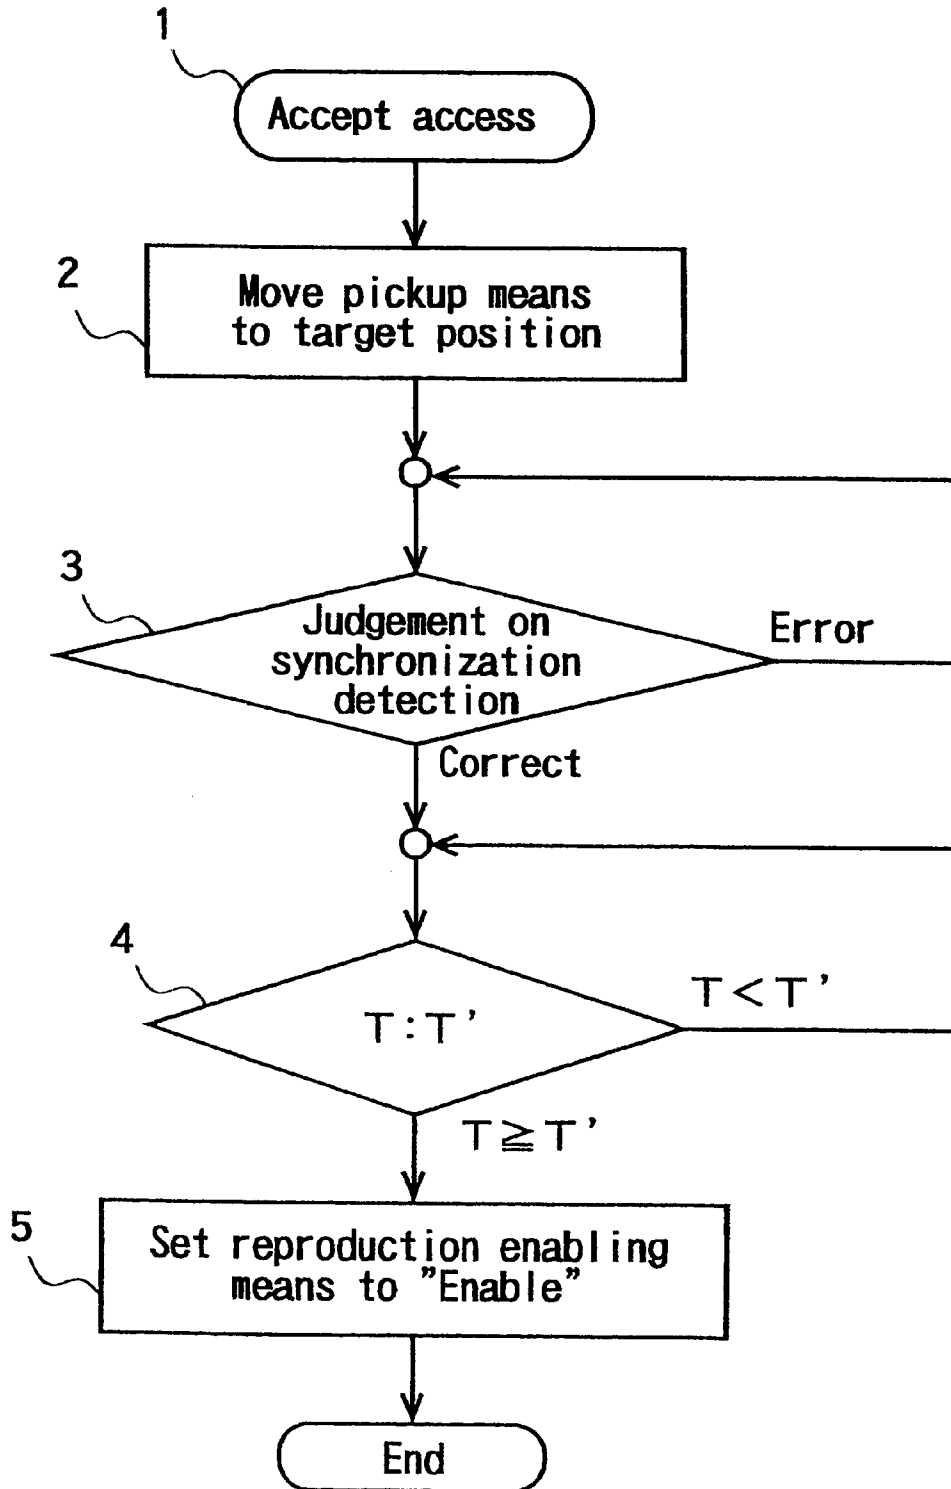 1
Accept access
2
Move pickup means
to target position
3
Judgement on
synchronization
detection
Error
Correct
4
T:T'
T<T'
T≧T'
5
Set reproduction enabling
means to ”Enable”
End